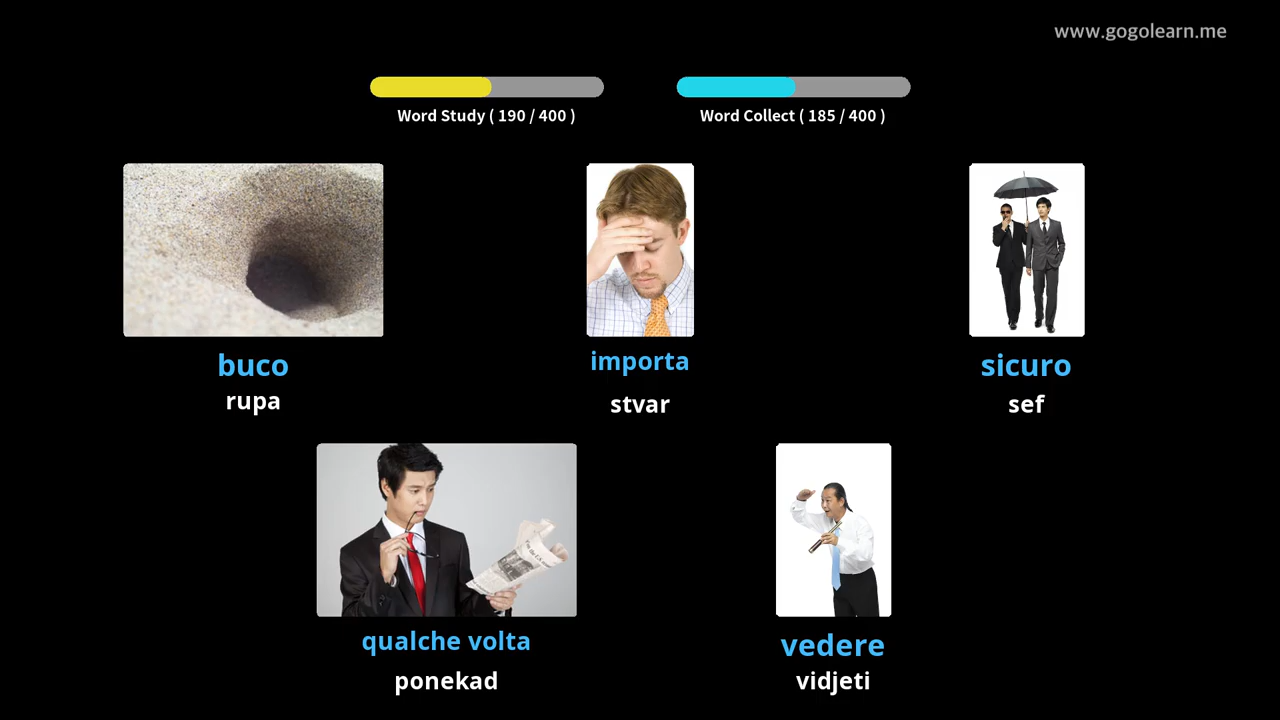 www.gogolearn.me
Word Study ( 190 / 400 )
Word Collect ( 185 / 400 )
buco
rupa
importa
stvar
sicuro
sef
qualche volta
ponekad
vedere
vidjeti